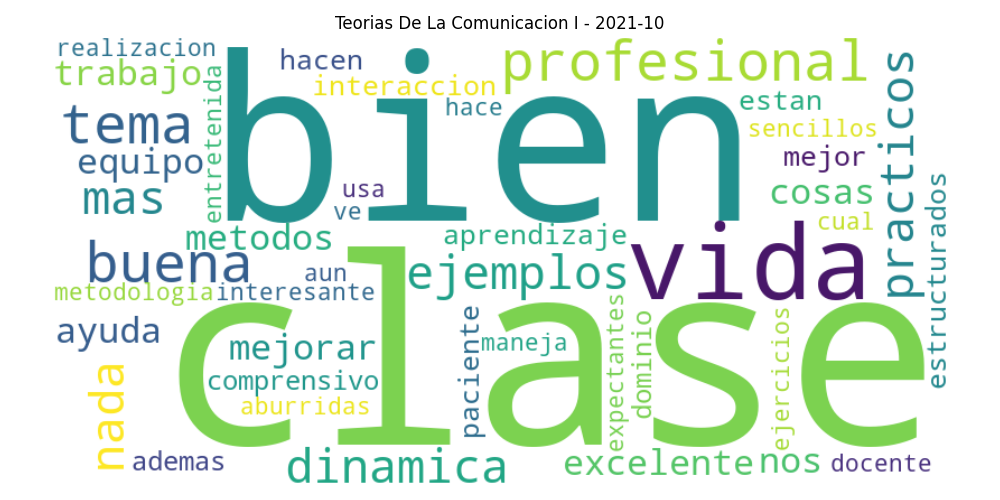 Teorias De La Comunicacion I - 2021-10
realizacion
hacen
profesional
trabajo
interaccion
bien
practicos
entretenida
hace
estan
tema
sencillos
equipo
mejor
mas
usa
cosas
ve
cual
estructurados
metodos
aprendizaje
vida
buena
aun
ejemplos
metodologia
interesante
clase
ayuda
mejorar
paciente
maneja
expectantes
dominio
ejercicios
comprensivo
nada
aburridas
ademas
dinamica
excelente
nos
docente